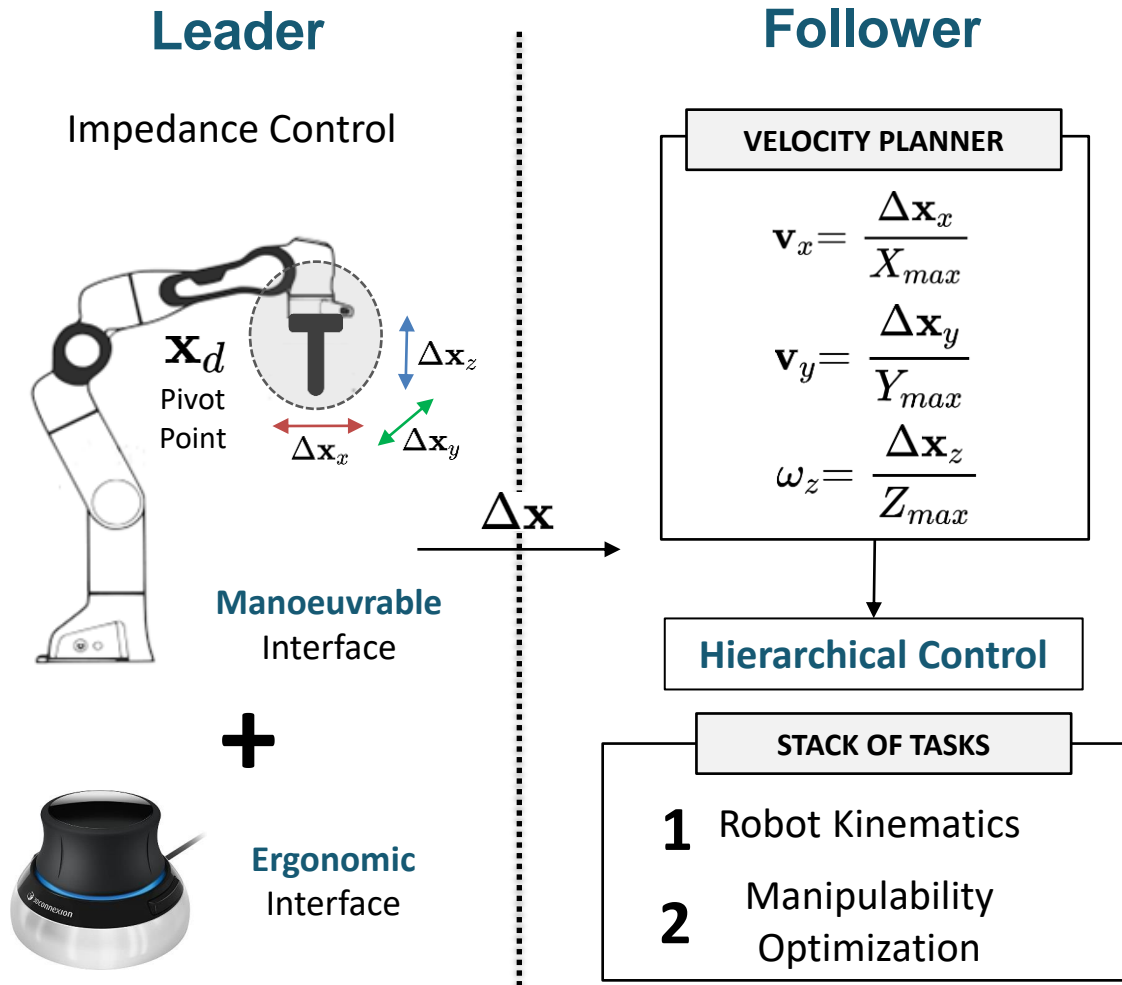 Leader
Impedance Control
𝐱_d
Pivot
Point
Δ𝐱_z
Δ𝐱_y
Δ𝐱_x
Δ𝐱
Manoeuvrable
Interface
+
3Dconnexion
Ergonomic
Interface
Follower
VELOCITY PLANNER
𝐯_x = Δ𝐱_x / X_max
𝐯_y = Δ𝐱_y / Y_max
ω_z = Δ𝐱_z / Z_max
Hierarchical Control
STACK OF TASKS
1 Robot Kinematics
2 Manipulability
Optimization